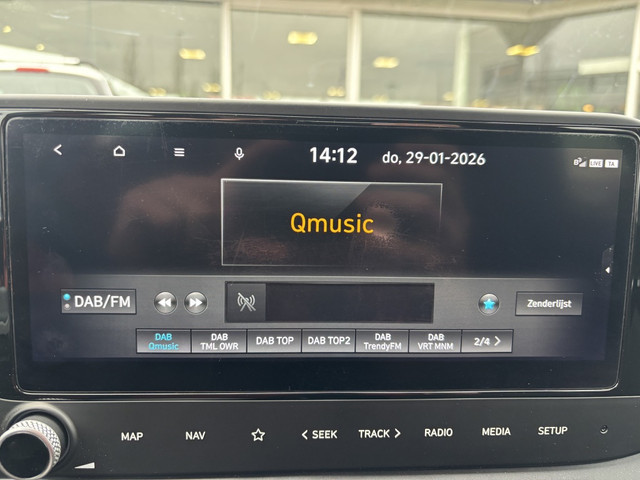 14:12 do, 29-01-2026
LIVE TA
Qmusic
DAB/FM
Zenderlijst
DAB Qmusic
DAB TML OWR
DAB TOP
DAB TOP2
DAB TrendyFM
DAB VRT MNM
2/4 >
MAP NAV < SEEK TRACK > RADIO MEDIA SETUP